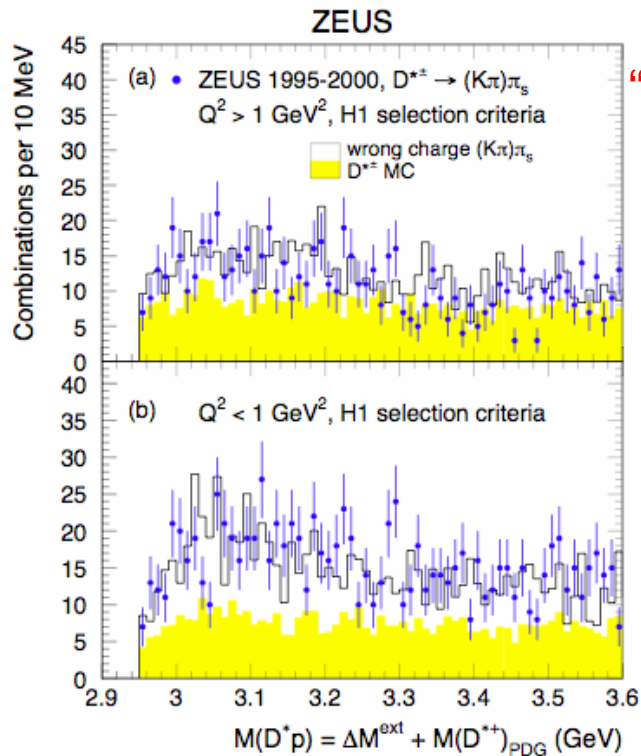 ZEUS
Combinations per 10 MeV
45
40
35
30
25
20
15
10
5
0
(a) ZEUS 1995-2000, D*± → (Kπ)πs
“
Q² > 1 GeV², H1 selection criteria
wrong charge (Kπ)πs
D*± MC
40
35
30
25
20
15
10
5
0
(b) Q² < 1 GeV², H1 selection criteria
2.9 3 3.1 3.2 3.3 3.4 3.5 3.6
M(D*p) = ΔMᵉˣᵗ + M(D*⁺)PDG (GeV)